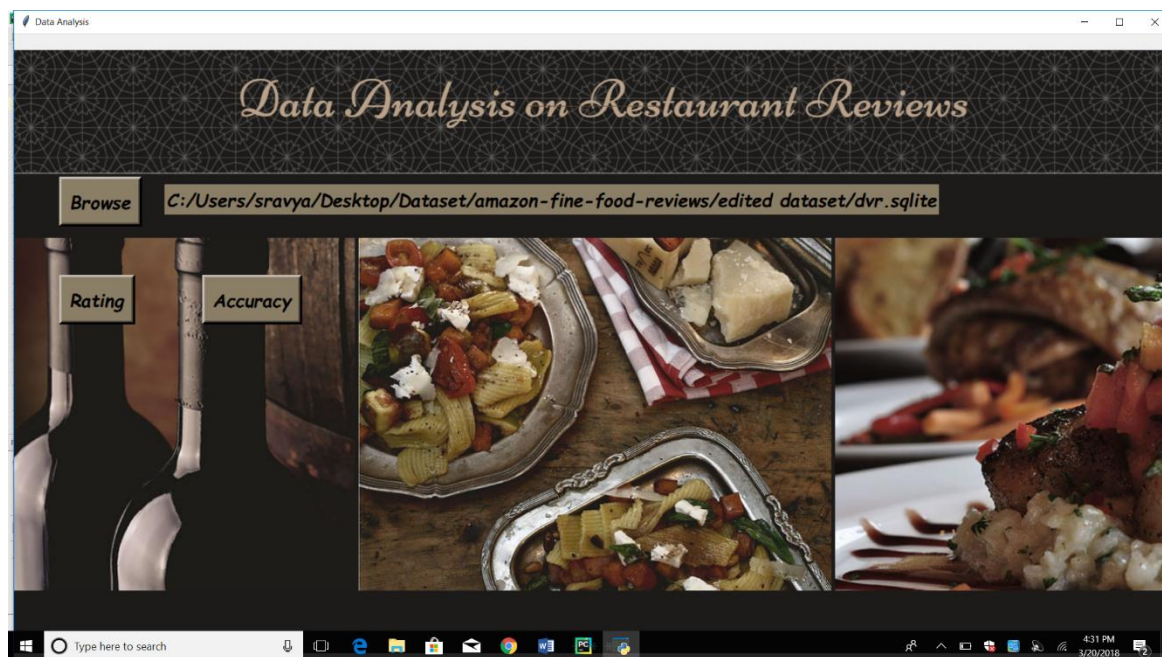 Data Analysis
Data Analysis on Restaurant Reviews
Browse
C:/Users/sravya/Desktop/Dataset/amazon-fine-food-reviews/edited dataset/dvr.sqlite
Rating
Accuracy
Type here to search
4:31 PM
3/20/2018